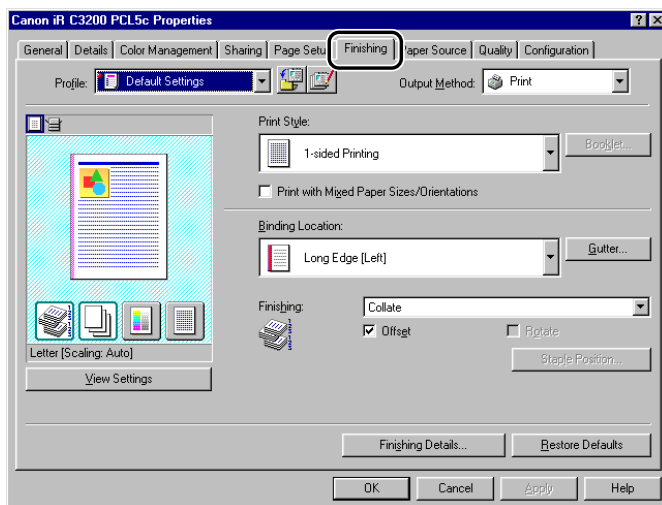 Canon iR C3200 PCL5c Properties
General Details Color Management Sharing Page Setu Finishing aper Source Quality Configuration
Profile: Default Settings Output Method: Print
Print Style:
1-sided Printing Booklet...
Print with Mixed Paper Sizes/Orientations
Binding Location:
Long Edge [Left] Gutter...
Finishing: Collate
Offset Rotate
Letter [Scaling: Auto] Staple Position...
View Settings
Finishing Details... Restore Defaults
OK Cancel Apply Help